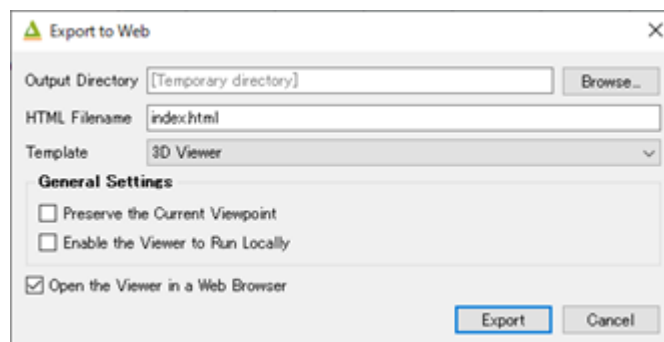 Export to Web
Output Directory [Temporary directory] Browse...
HTML Filename index.html
Template 3D Viewer
General Settings
Preserve the Current Viewpoint
Enable the Viewer to Run Locally
Open the Viewer in a Web Browser
Export Cancel